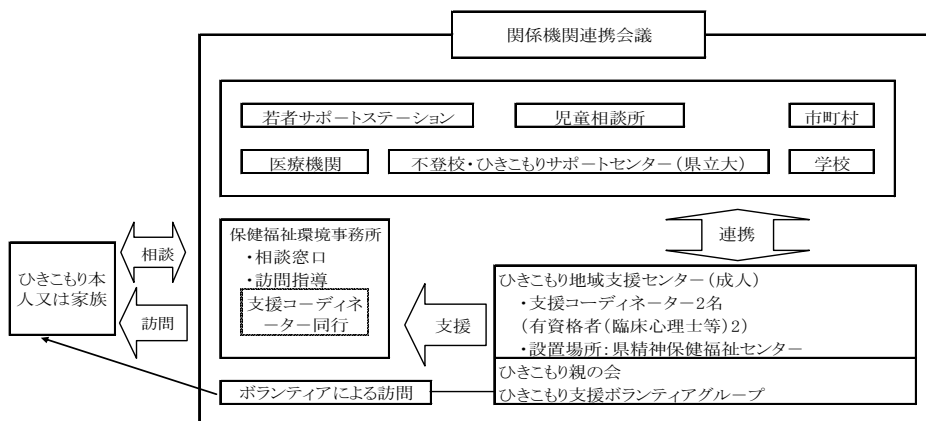 関係機関連携会議
若者サポートステーション
児童相談所
市町村
医療機関
不登校・ひきこもりサポートセンター(県立大)
学校
連携
保健福祉環境事務所
・相談窓口
・訪問指導
支援コーディネ
ーター同行
相談
ひきこもり本
人又は家族
訪問
支援
ひきこもり地域支援センター(成人)
・支援コーディネーター2名
(有資格者(臨床心理士等)2)
・設置場所:県精神保健福祉センター
ひきこもり親の会
ひきこもり支援ボランティアグループ
ボランティアによる訪問